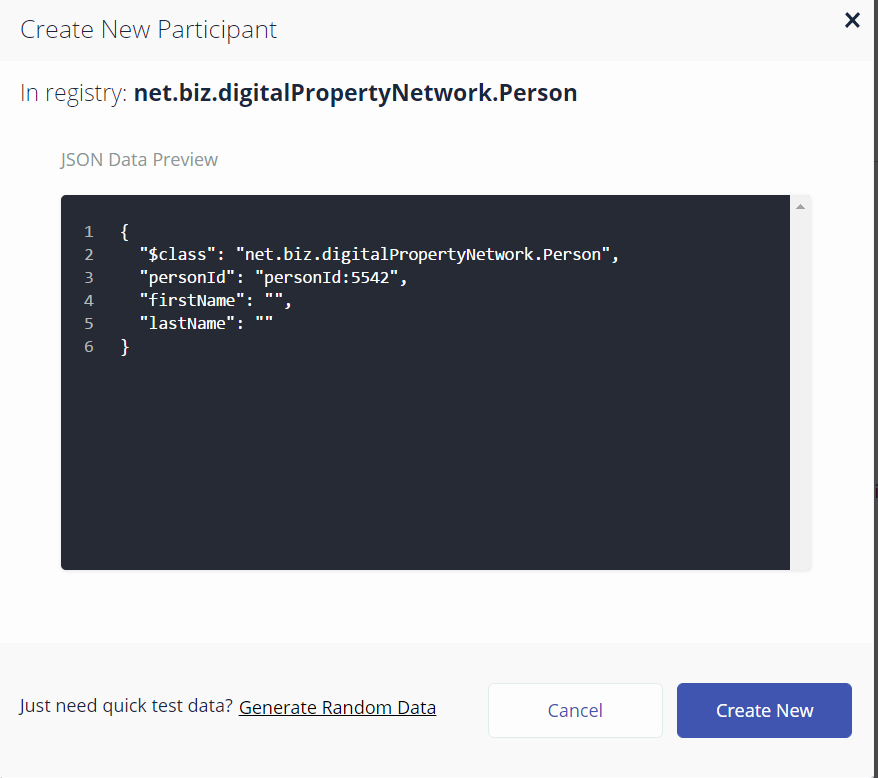 Create New Participant
In registry: net.biz.digitalPropertyNetwork.Person
JSON Data Preview
1 {
2 "$class": "net.biz.digitalPropertyNetwork.Person",
3 "personId": "personId:5542",
4 "firstName": "",
5 "lastName": ""
6 }
Just need quick test data? Generate Random Data
Cancel
Create New